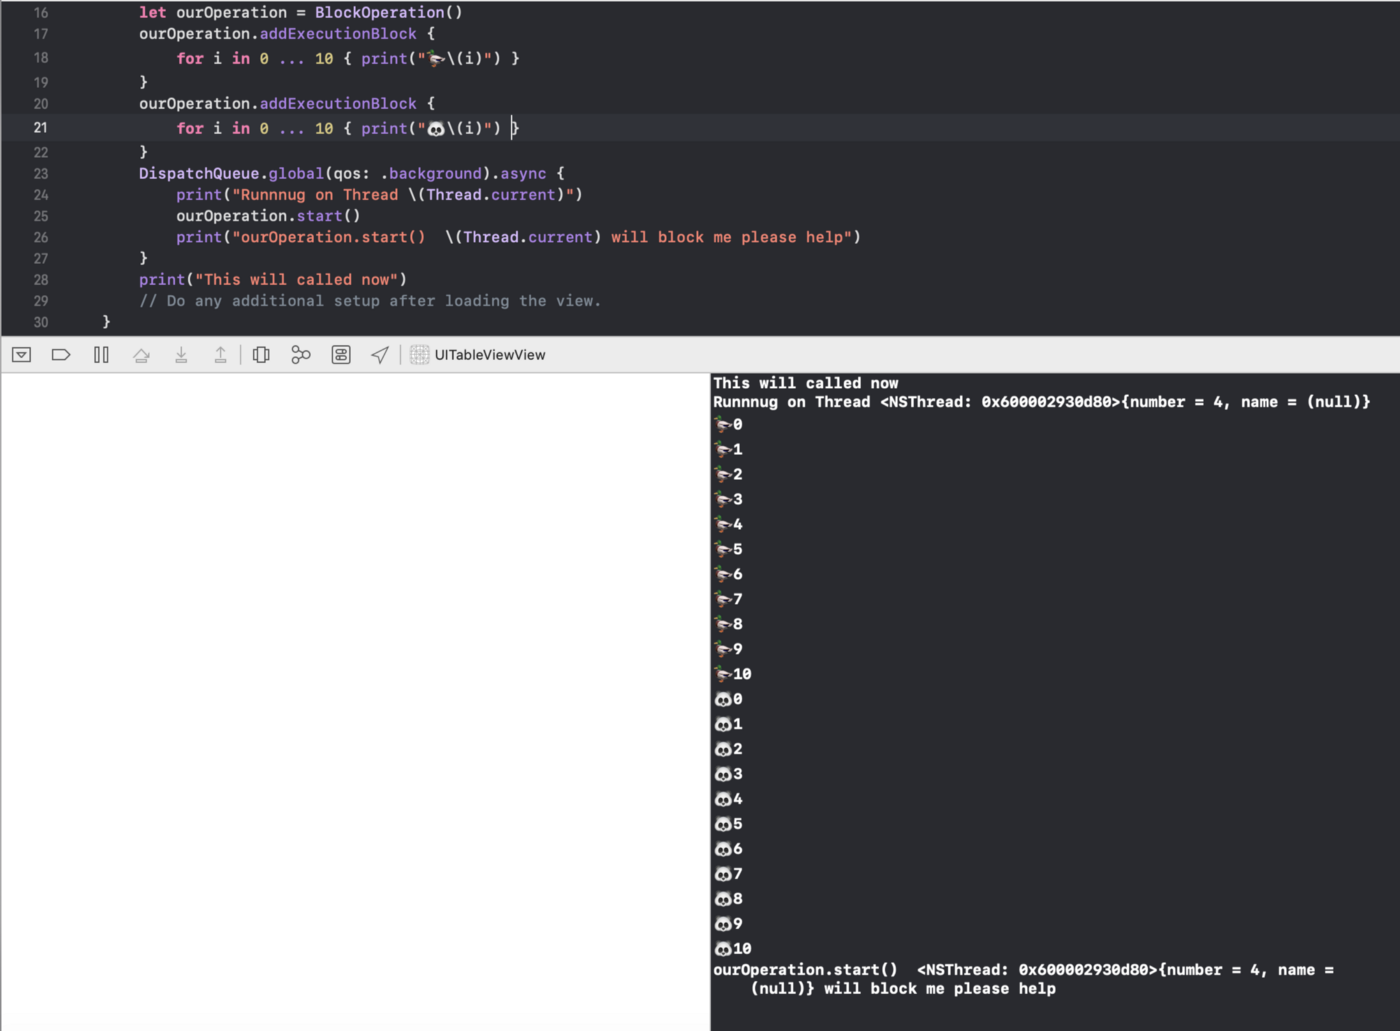 16 let ourOperation = BlockOperation()
17 ourOperation.addExecutionBlock {
18 for i in 0 ... 10 { print("🦆\(i)") }
19 }
20 ourOperation.addExecutionBlock {
21 for i in 0 ... 10 { print("🐼\(i)") }
22 }
23 DispatchQueue.global(qos: .background).async {
24 print("Runnnug on Thread \(Thread.current)")
25 ourOperation.start()
26 print("ourOperation.start()  \(Thread.current) will block me please help")
27 }
28 print("This will called now")
29 // Do any additional setup after loading the view.
30 }
UITableViewView
This will called now
Runnnug on Thread <NSThread: 0x600002930d80>{number = 4, name = (null)}
🦆0
🦆1
🦆2
🦆3
🦆4
🦆5
🦆6
🦆7
🦆8
🦆9
🦆10
🐼0
🐼1
🐼2
🐼3
🐼4
🐼5
🐼6
🐼7
🐼8
🐼9
🐼10
ourOperation.start()  <NSThread: 0x600002930d80>{number = 4, name =
(null)} will block me please help